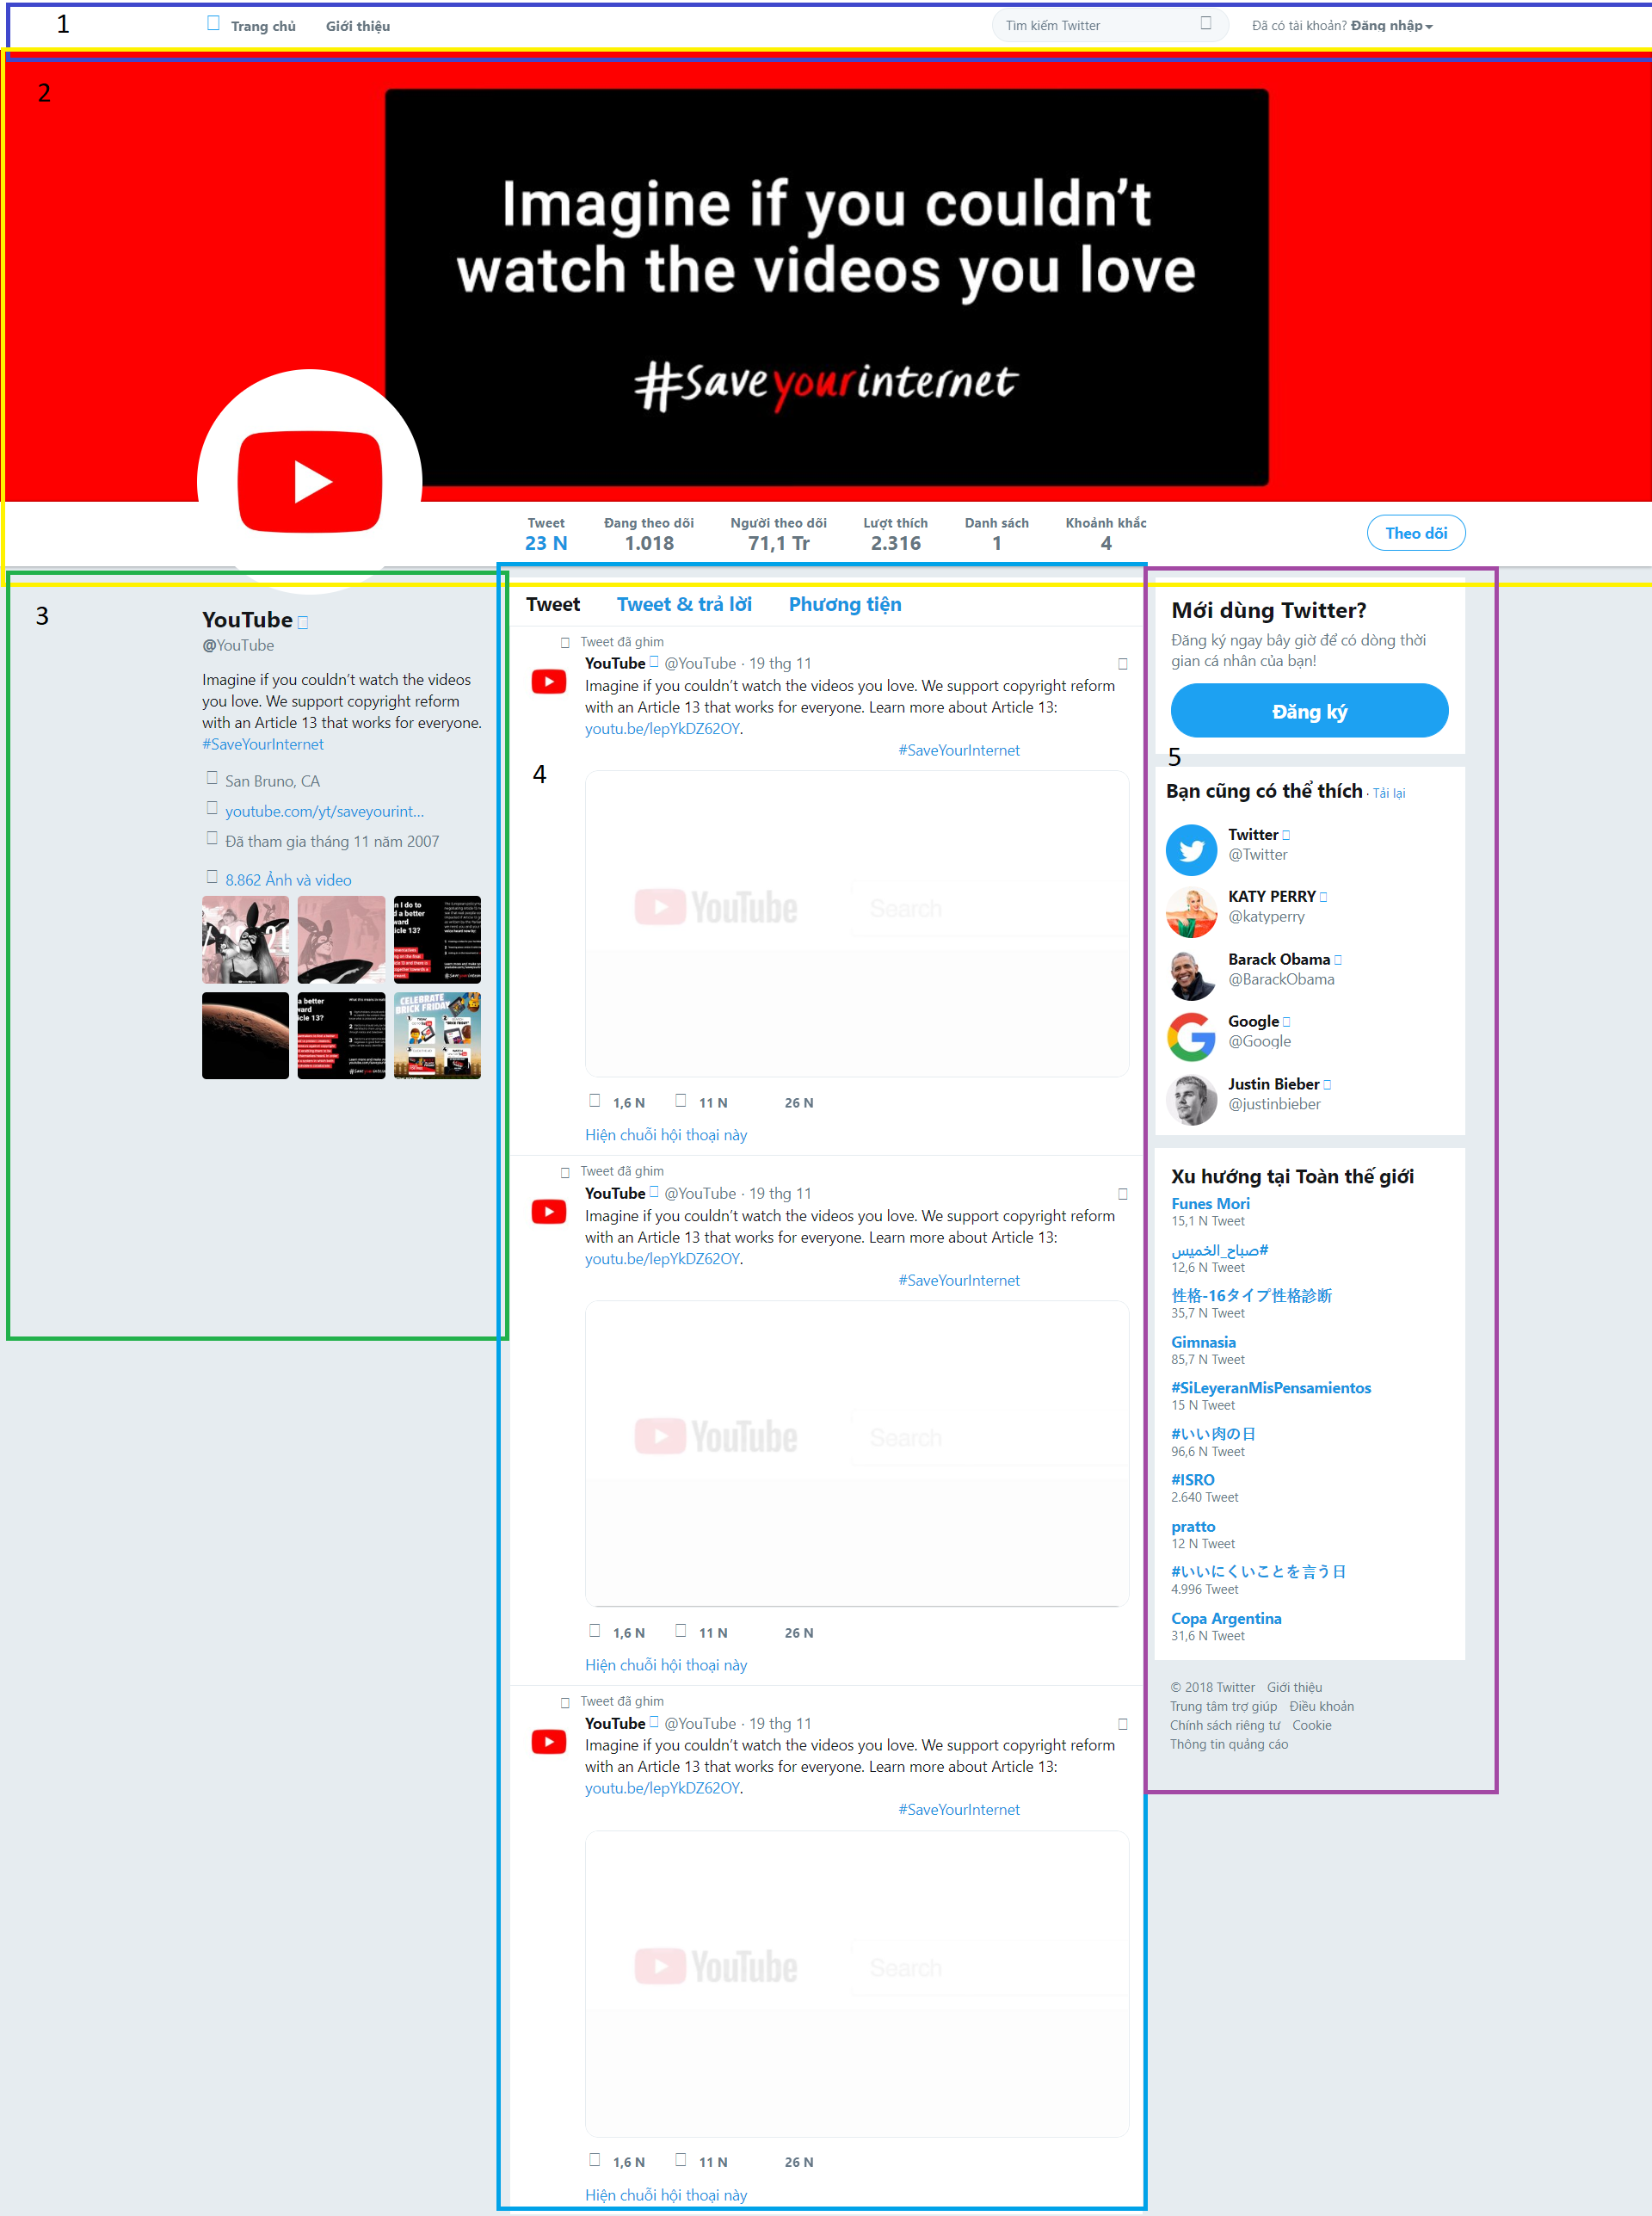 1
Trang chủ Giới thiệu Tìm kiếm Twitter Đã có tài khoản? Đăng nhập
2
Imagine if you couldn't
watch the videos you love
#Saveyourinternet
Tweet Đang theo dõi Người theo dõi Lượt thích Danh sách Khoảnh khắc
23 N 1.018 71,1 Tr 2.316 1 4
Theo dõi
3
YouTube
@YouTube
Imagine if you couldn't watch the videos
you love. We support copyright reform
with an Article 13 that works for everyone.
#SaveYourInternet
San Bruno, CA
youtube.com/yt/saveyourint...
Đã tham gia tháng 11 năm 2007
8.862 Ảnh và video
Tweet Tweet & trả lời Phương tiện
Tweet đã ghim
YouTube @YouTube · 19 thg 11
Imagine if you couldn't watch the videos you love. We support copyright reform
with an Article 13 that works for everyone. Learn more about Article 13:
youtu.be/lepYkDZ62OY.
#SaveYourInternet
4
YouTube Search
1,6 N 11 N 26 N
Hiện chuỗi hội thoại này
Tweet đã ghim
YouTube @YouTube · 19 thg 11
Imagine if you couldn't watch the videos you love. We support copyright reform
with an Article 13 that works for everyone. Learn more about Article 13:
youtu.be/lepYkDZ62OY.
#SaveYourInternet
YouTube Search
1,6 N 11 N 26 N
Hiện chuỗi hội thoại này
Tweet đã ghim
YouTube @YouTube · 19 thg 11
Imagine if you couldn't watch the videos you love. We support copyright reform
with an Article 13 that works for everyone. Learn more about Article 13:
youtu.be/lepYkDZ62OY.
#SaveYourInternet
YouTube Search
1,6 N 11 N 26 N
Hiện chuỗi hội thoại này
Mới dùng Twitter?
Đăng ký ngay bây giờ để có dòng thời
gian cá nhân của bạn!
Đăng ký
5
Bạn cũng có thể thích · Tải lại
Twitter
@Twitter
KATY PERRY
@katyperry
Barack Obama
@BarackObama
Google
@Google
Justin Bieber
@justinbieber
Xu hướng tại Toàn thế giới
Funes Mori
15,1 N Tweet
#صباح_الخميس
12,6 N Tweet
性格-16タイプ性格診断
35,7 N Tweet
Gimnasia
85,7 N Tweet
#SiLeyeranMisPensamientos
15 N Tweet
#いい肉の日
96,6 N Tweet
#ISRO
2.640 Tweet
pratto
12 N Tweet
#いいにくいことを言う日
4.996 Tweet
Copa Argentina
31,6 N Tweet
© 2018 Twitter Giới thiệu
Trung tâm trợ giúp Điều khoản
Chính sách riêng tư Cookie
Thông tin quảng cáo